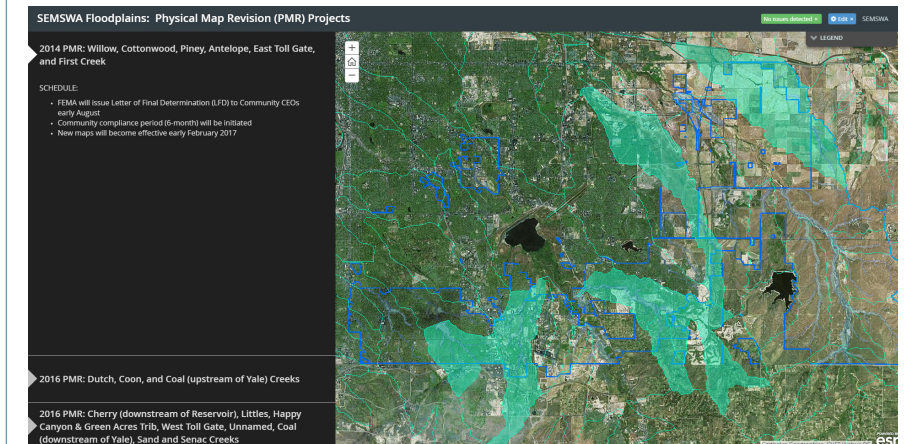 SEMSWA Floodplains: Physical Map Revision (PMR) Projects
No issues detected
Edit
SEMSWA
2014 PMR: Willow, Cottonwood, Piney, Antelope, East Toll Gate,
and First Creek
SCHEDULE:
• FEMA will issue Letter of Final Determination (LFD) to Community CEOs
early August
• Community compliance period (6-month) will be initiated
• New maps will become effective early February 2017
+
−
LEGEND
2016 PMR: Dutch, Coon, and Coal (upstream of Yale) Creeks
2016 PMR: Cherry (downstream of Reservoir), Littles, Happy
Canyon & Green Acres Trib, West Toll Gate, Unnamed, Coal
(downstream of Yale), Sand and Senac Creeks
POWERED BY
esri